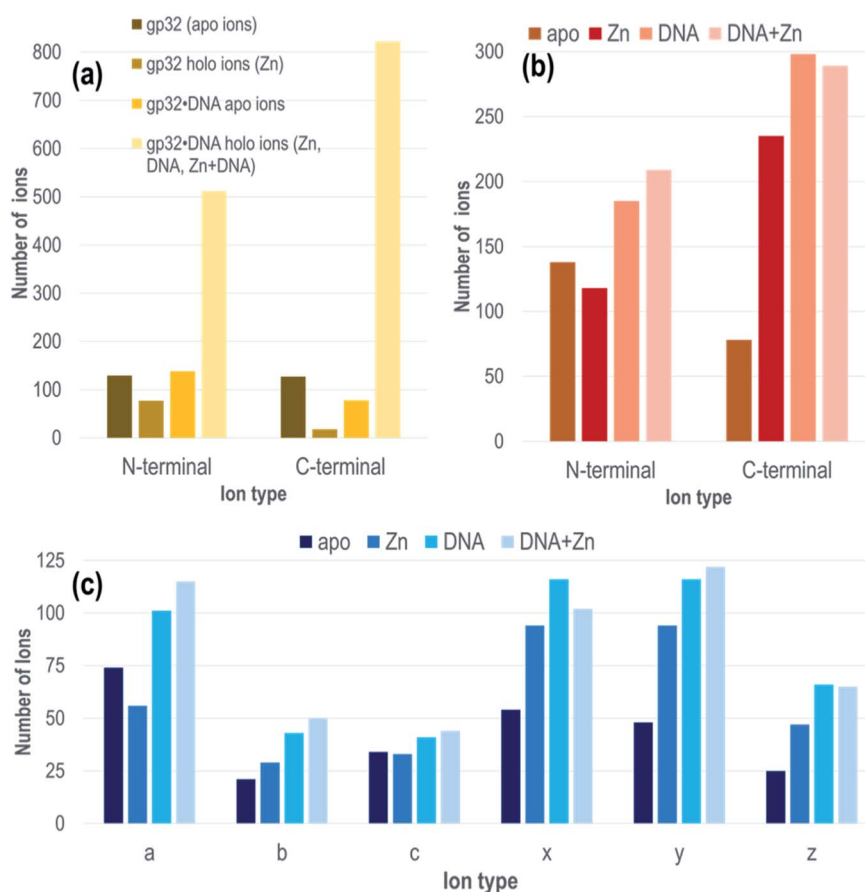 (a)
gp32 (apo ions)
gp32 holo ions (Zn)
gp32•DNA apo ions
gp32•DNA holo ions (Zn,
DNA, Zn+DNA)
Number of ions
800
700
600
500
400
300
200
100
0
N-terminal C-terminal
Ion type
apo Zn DNA DNA+Zn
(b)
Number of ions
300
250
200
150
100
50
0
N-terminal C-terminal
Ion type
apo Zn DNA DNA+Zn
(c)
Number of Ions
125
100
75
50
25
0
a b c x y z
Ion type